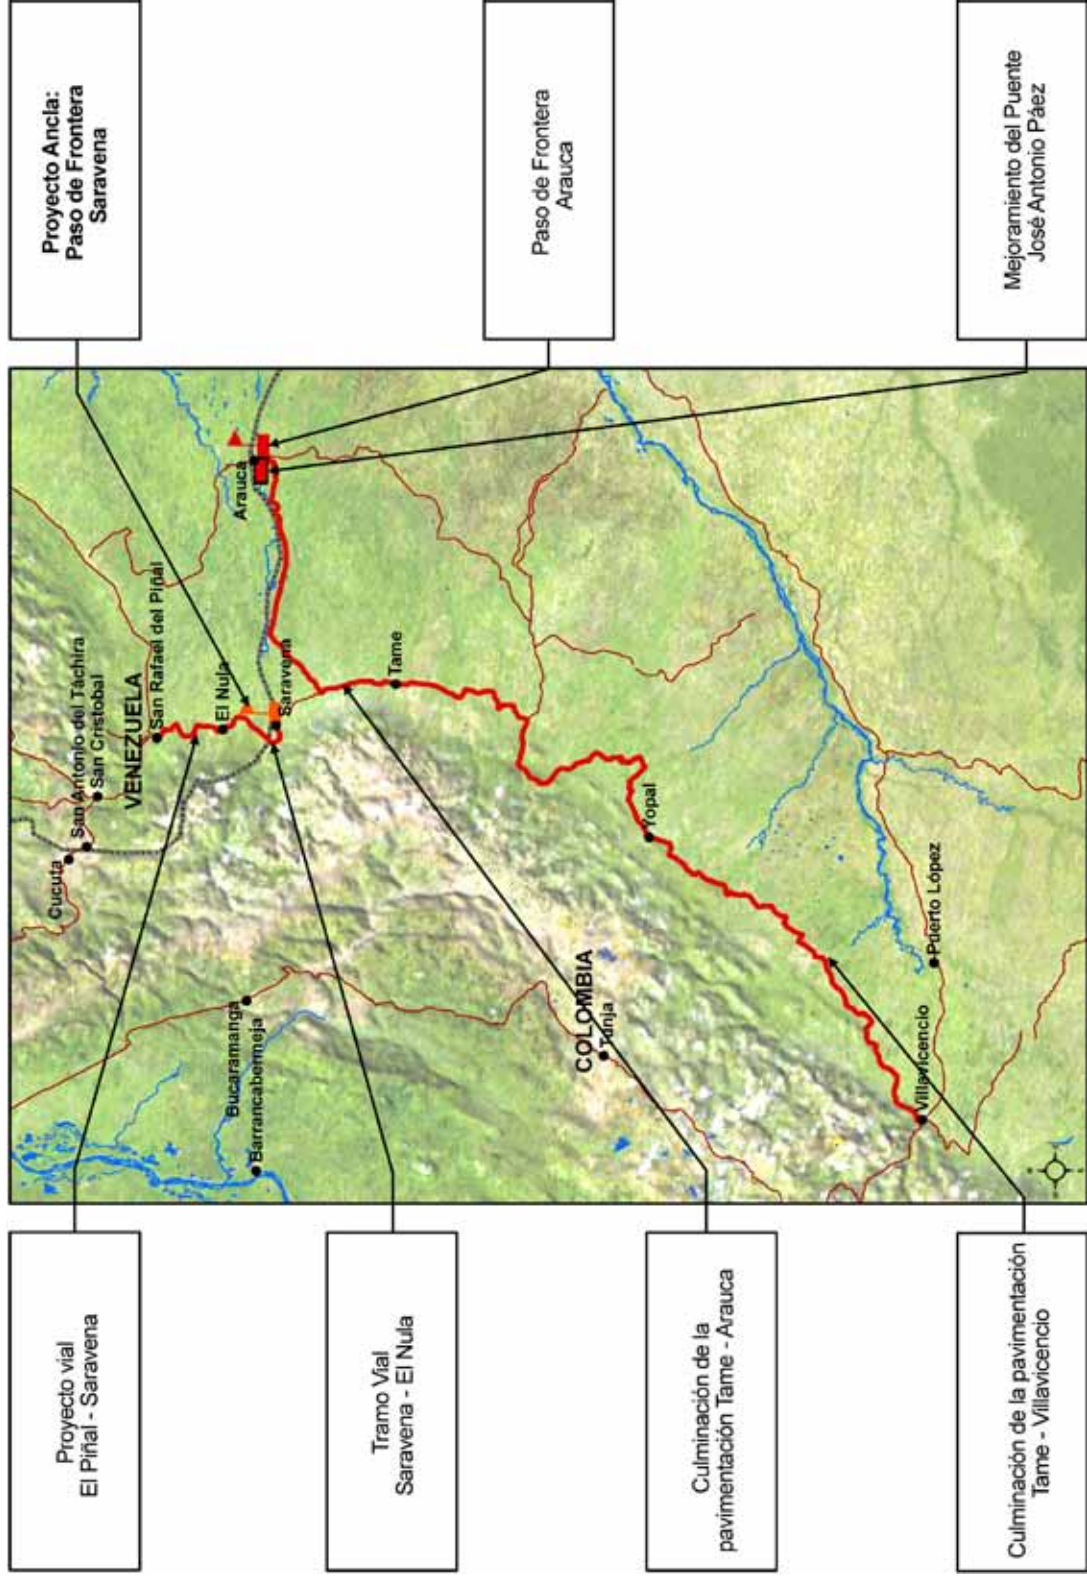 Proyecto vial
El Piñal - Saravena
Tramo Vial
Saravena - El Nula
Culminación de la
pavimentación Tame - Arauca
Culminación de la pavimentación
Tame - Villavicencio
Cucuta
San Antonio del Táchira
San Cristobal
VENEZUELA
San Rafael del Piñal
El Nula
Saravena
Arauca
Bucaramanga
Barrancabermeja
Tame
COLOMBIA
Tunja
Yopal
Villavicencio
Puerto López
Proyecto Ancla:
Paso de Frontera
Saravena
Paso de Frontera
Arauca
Mejoramiento del Puente
José Antonio Páez